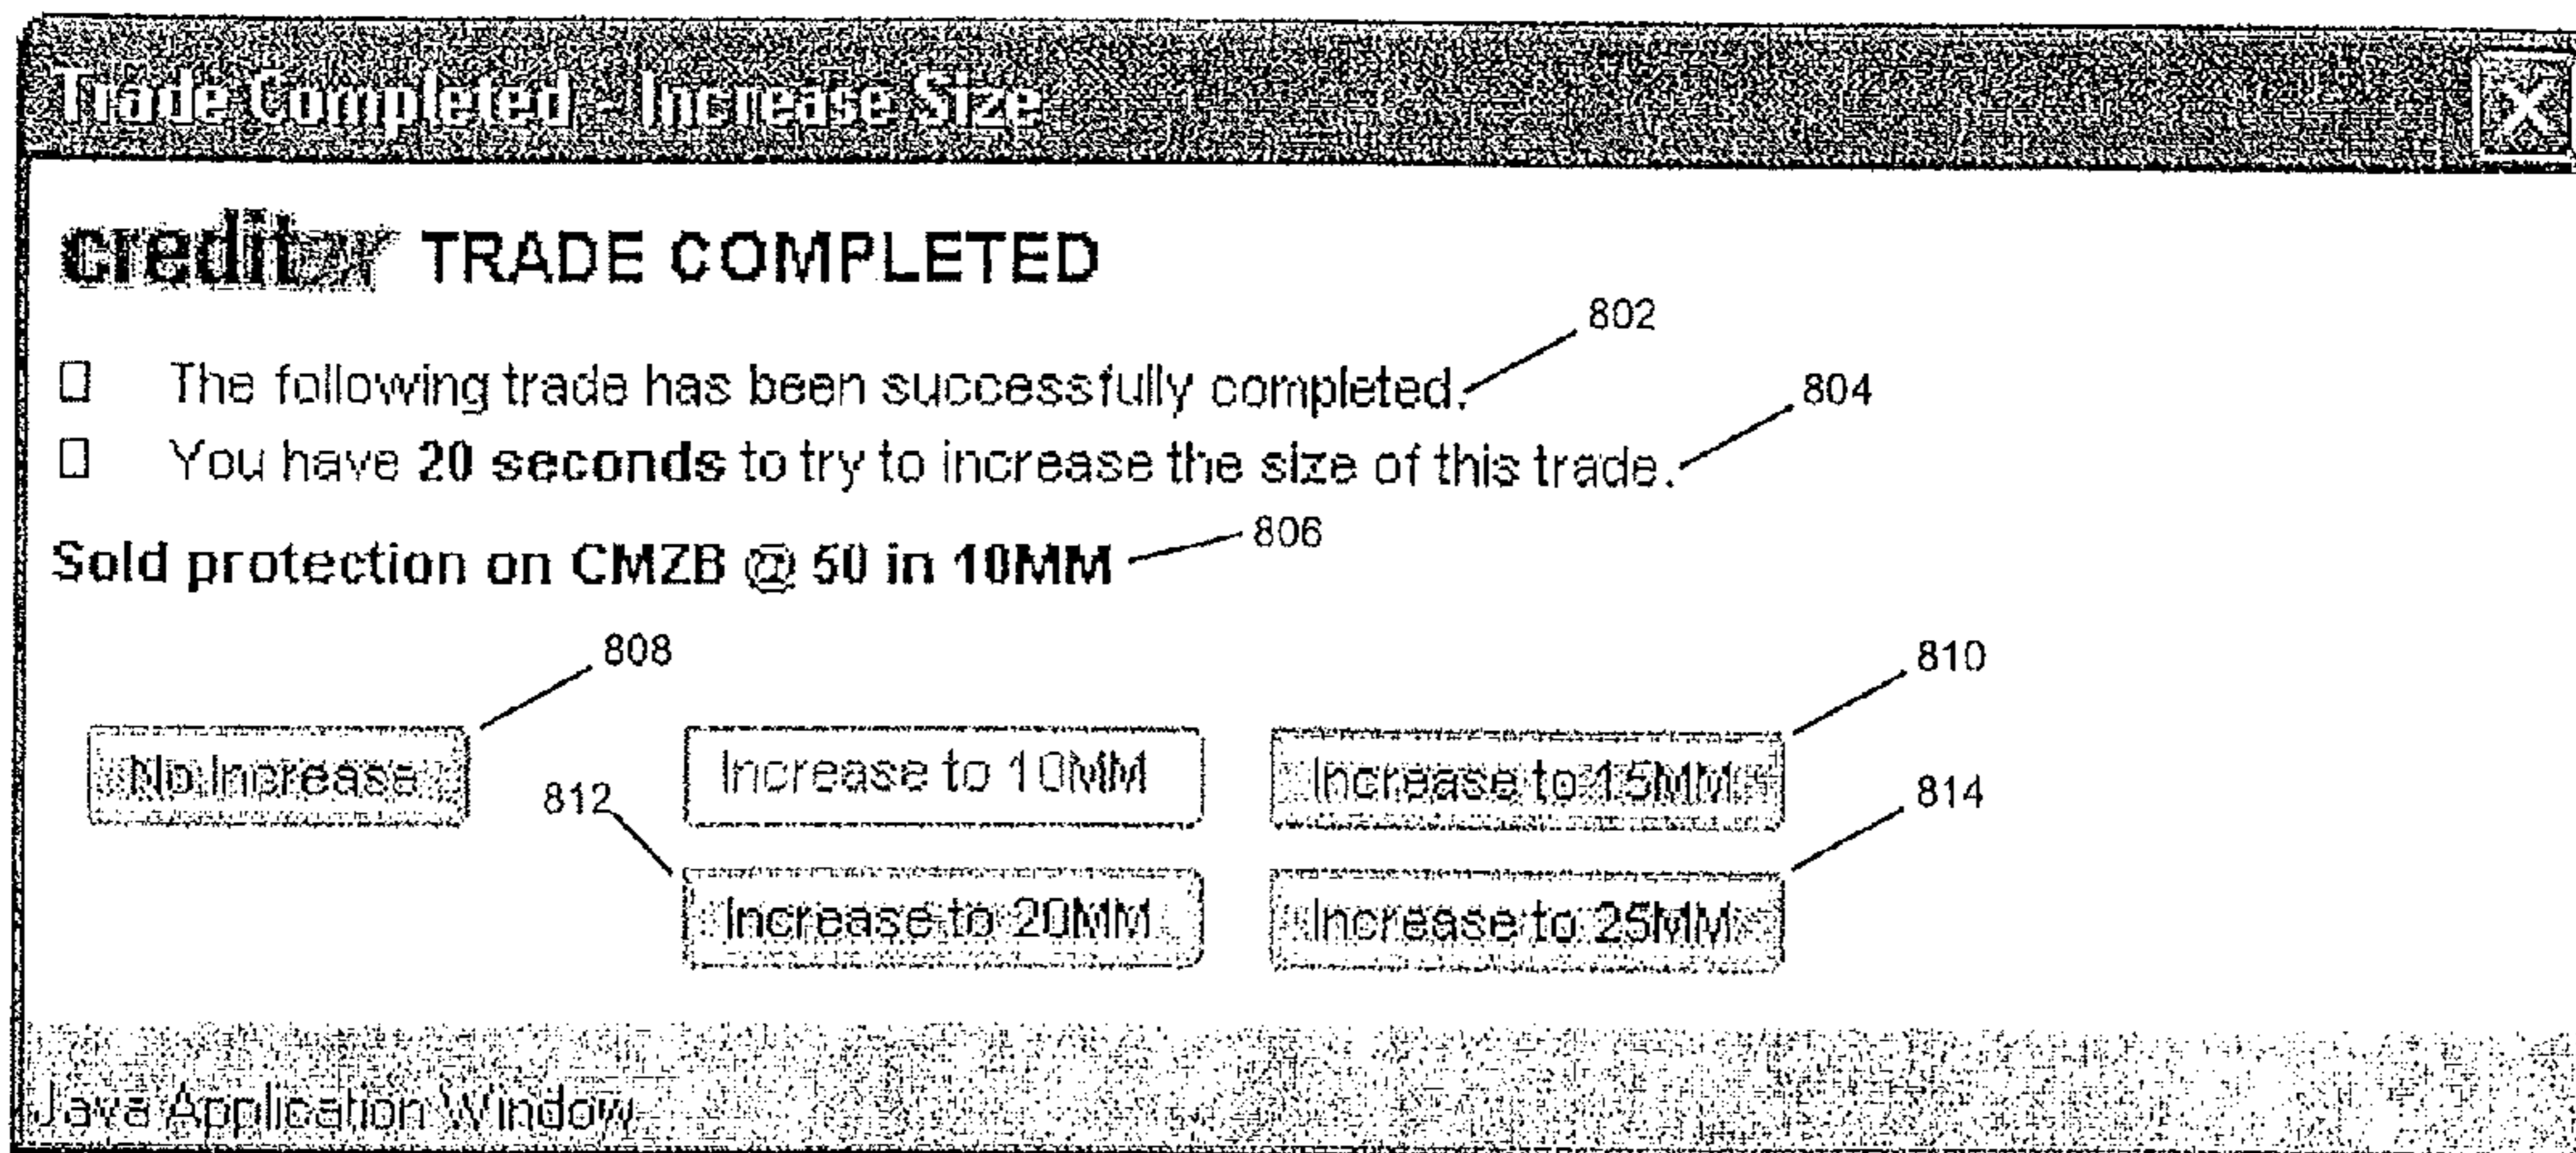 Trade Completed - Increase Size
credit TRADE COMPLETED
802
The following trade has been successfully completed.
804
You have 20 seconds to try to increase the size of this trade.
Sold protection on CMZB @ 50 in 10MM
806
808
810
No Increase
Increase to 10MM
Increase to 15MM
812
814
Increase to 20MM
Increase to 25MM
Java Application Window